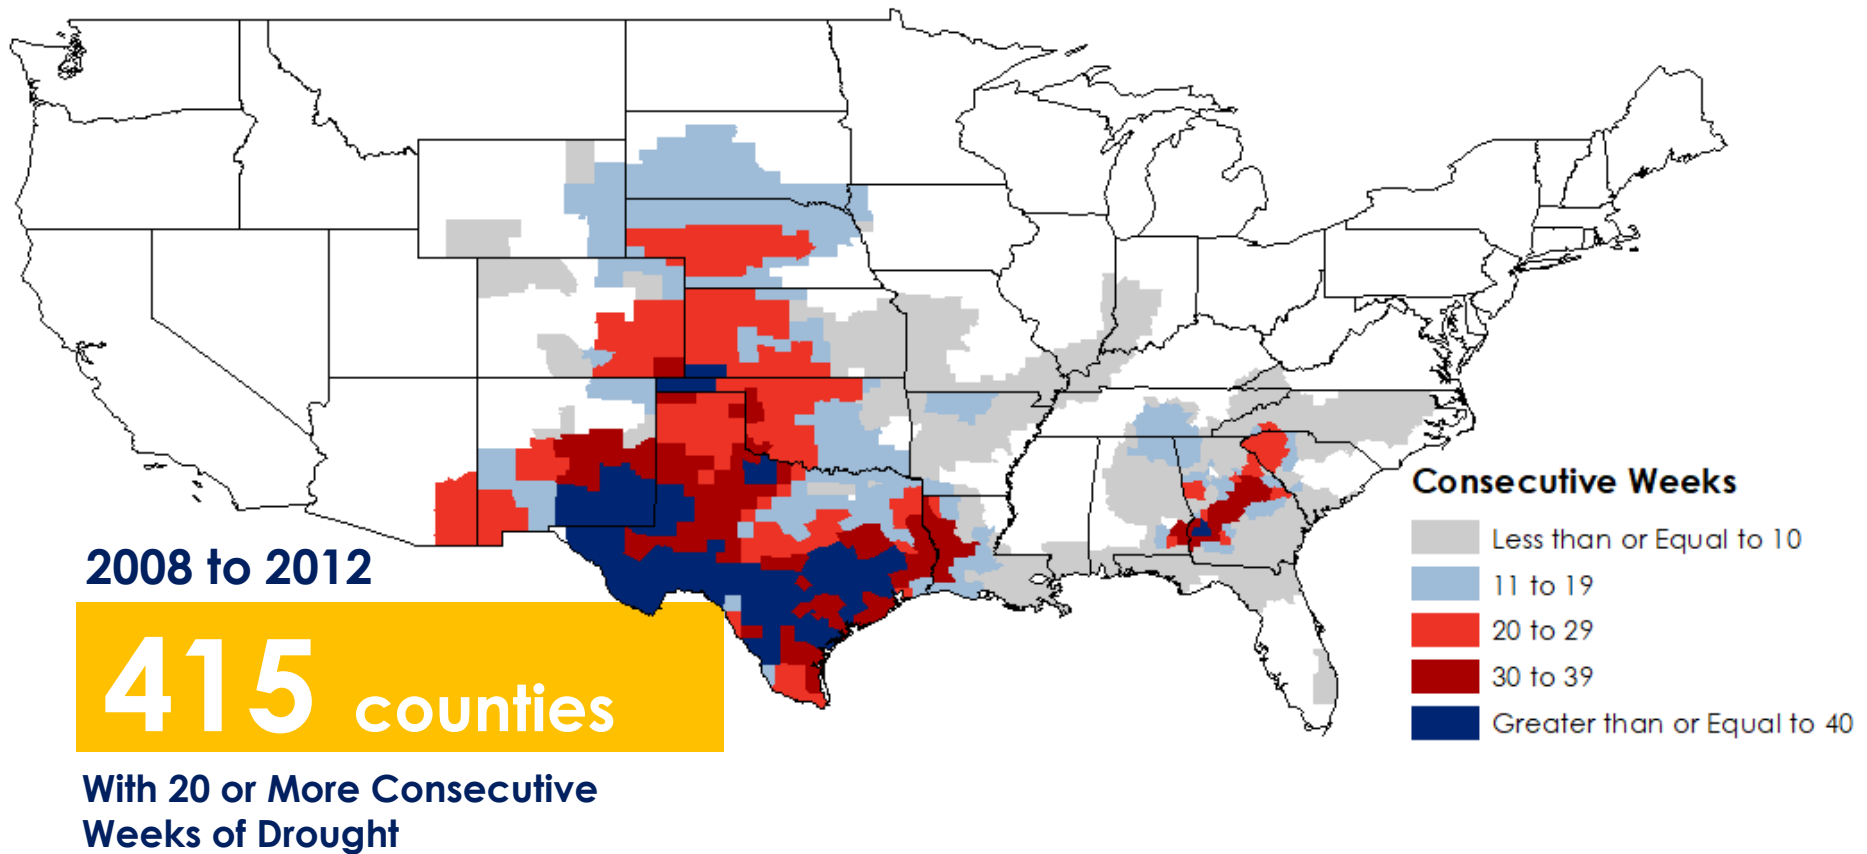 2008 to 2012
415 counties
With 20 or More Consecutive
Weeks of Drought
Consecutive Weeks
Less than or Equal to 10
11 to 19
20 to 29
30 to 39
Greater than or Equal to 40